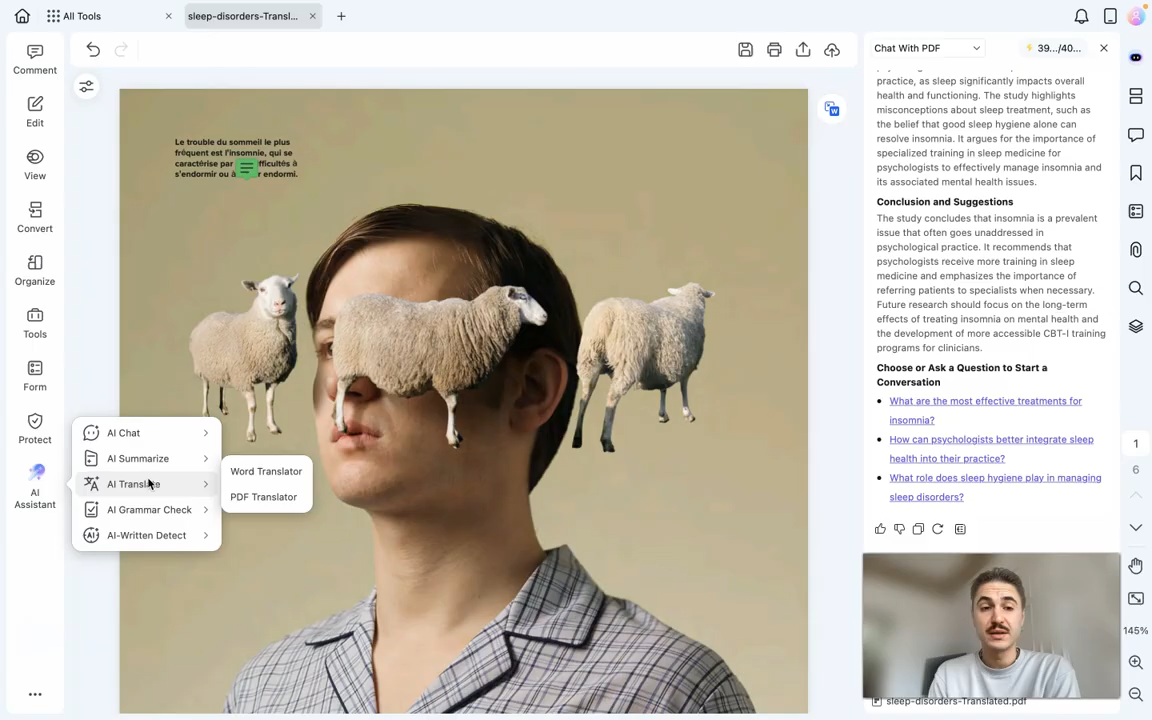 All Tools
sleep-disorders-Transl...
Comment
Edit
View
Convert
Organize
Tools
Form
Protect
AI
Assistant
Le trouble du sommeil le plus
fréquent est l'insomnie, qui se
caractérise par fficultés à
s'endormir ou à r endormi.
AI Chat
AI Summarize
AI Translate
AI Grammar Check
AI-Written Detect
Word Translator
PDF Translator
Chat With PDF
39.../40...
practice, as sleep significantly impacts overall
health and functioning. The study highlights
misconceptions about sleep treatment, such as
the belief that good sleep hygiene alone can
resolve insomnia. It argues for the importance of
specialized training in sleep medicine for
psychologists to effectively manage insomnia and
its associated mental health issues.
Conclusion and Suggestions
The study concludes that insomnia is a prevalent
issue that often goes unaddressed in
psychological practice. It recommends that
psychologists receive more training in sleep
medicine and emphasizes the importance of
referring patients to specialists when necessary.
Future research should focus on the long-term
effects of treating insomnia on mental health and
the development of more accessible CBT-I training
programs for clinicians.
Choose or Ask a Question to Start a
Conversation
What are the most effective treatments for
insomnia?
How can psychologists better integrate sleep
health into their practice?
What role does sleep hygiene play in managing
sleep disorders?
sleep-disorders-Translated.pdf
1
6
145%